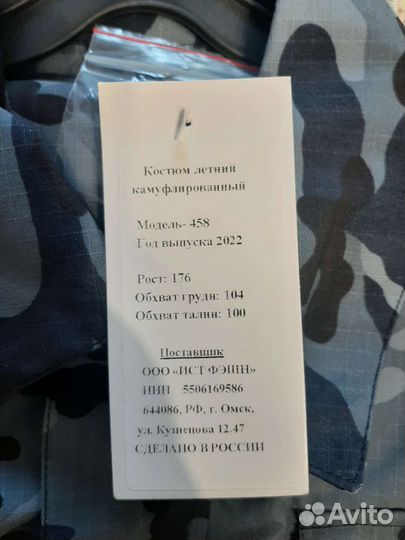 Костюм летний
камуфлированный
Модель- 458
Год выпуска 2022
Рост: 176
Обхват груди: 104
Обхват талии: 100
Поставщик
ООО «ИСТ ФЭШН»
ИНН 5506169586
644086, РФ, г. Омск,
ул. Кузнецова 12.47
СДЕЛАНО В РОССИИ
Avito